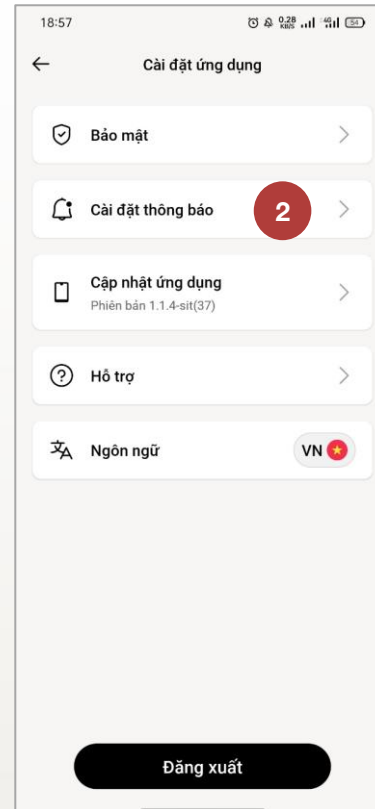 18:57 0.28 KB/S 4G 54
Cài đặt ứng dụng
Bảo mật
Cài đặt thông báo 2
Cập nhật ứng dụng
Phiên bản 1.1.4-sit(37)
Hỗ trợ
Ngôn ngữ VN
Đăng xuất